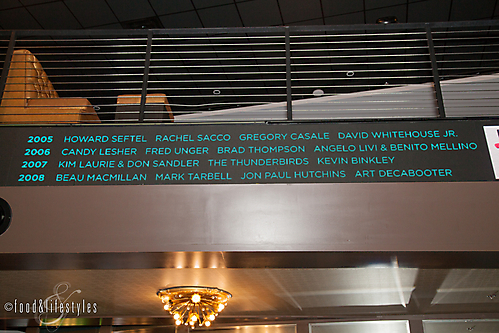 2005 HOWARD SEFTEL RACHEL SACCO GREGORY CASALE DAVID WHITEHOUSE JR.
2006 CANDY LESHER FRED UNGER BRAD THOMPSON ANGELO LIVI & BENITO MELLINO
2007 KIM LAURIE & DON SANDLER THE THUNDERBIRDS KEVIN BINKLEY
2008 BEAU MACMILLAN MARK TARBELL JON PAUL HUTCHINS ART DECABOOTER
&
©food&lifestyles